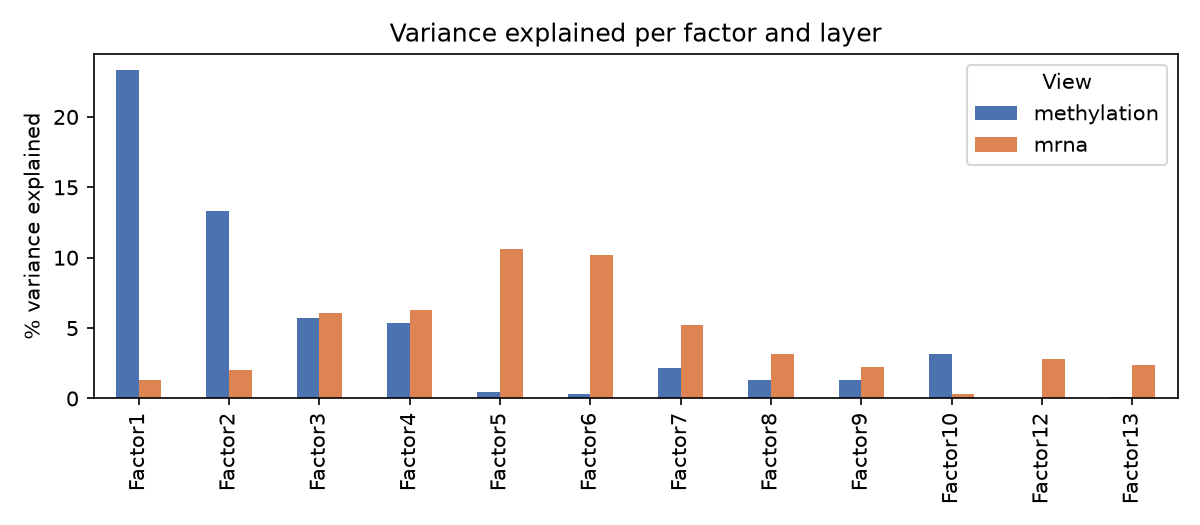 Variance explained per factor and layer
% variance explained
20
15
10
5
0
View
methylation
mrna
Factor1
Factor2
Factor3
Factor4
Factor5
Factor6
Factor7
Factor8
Factor9
Factor10
Factor12
Factor13